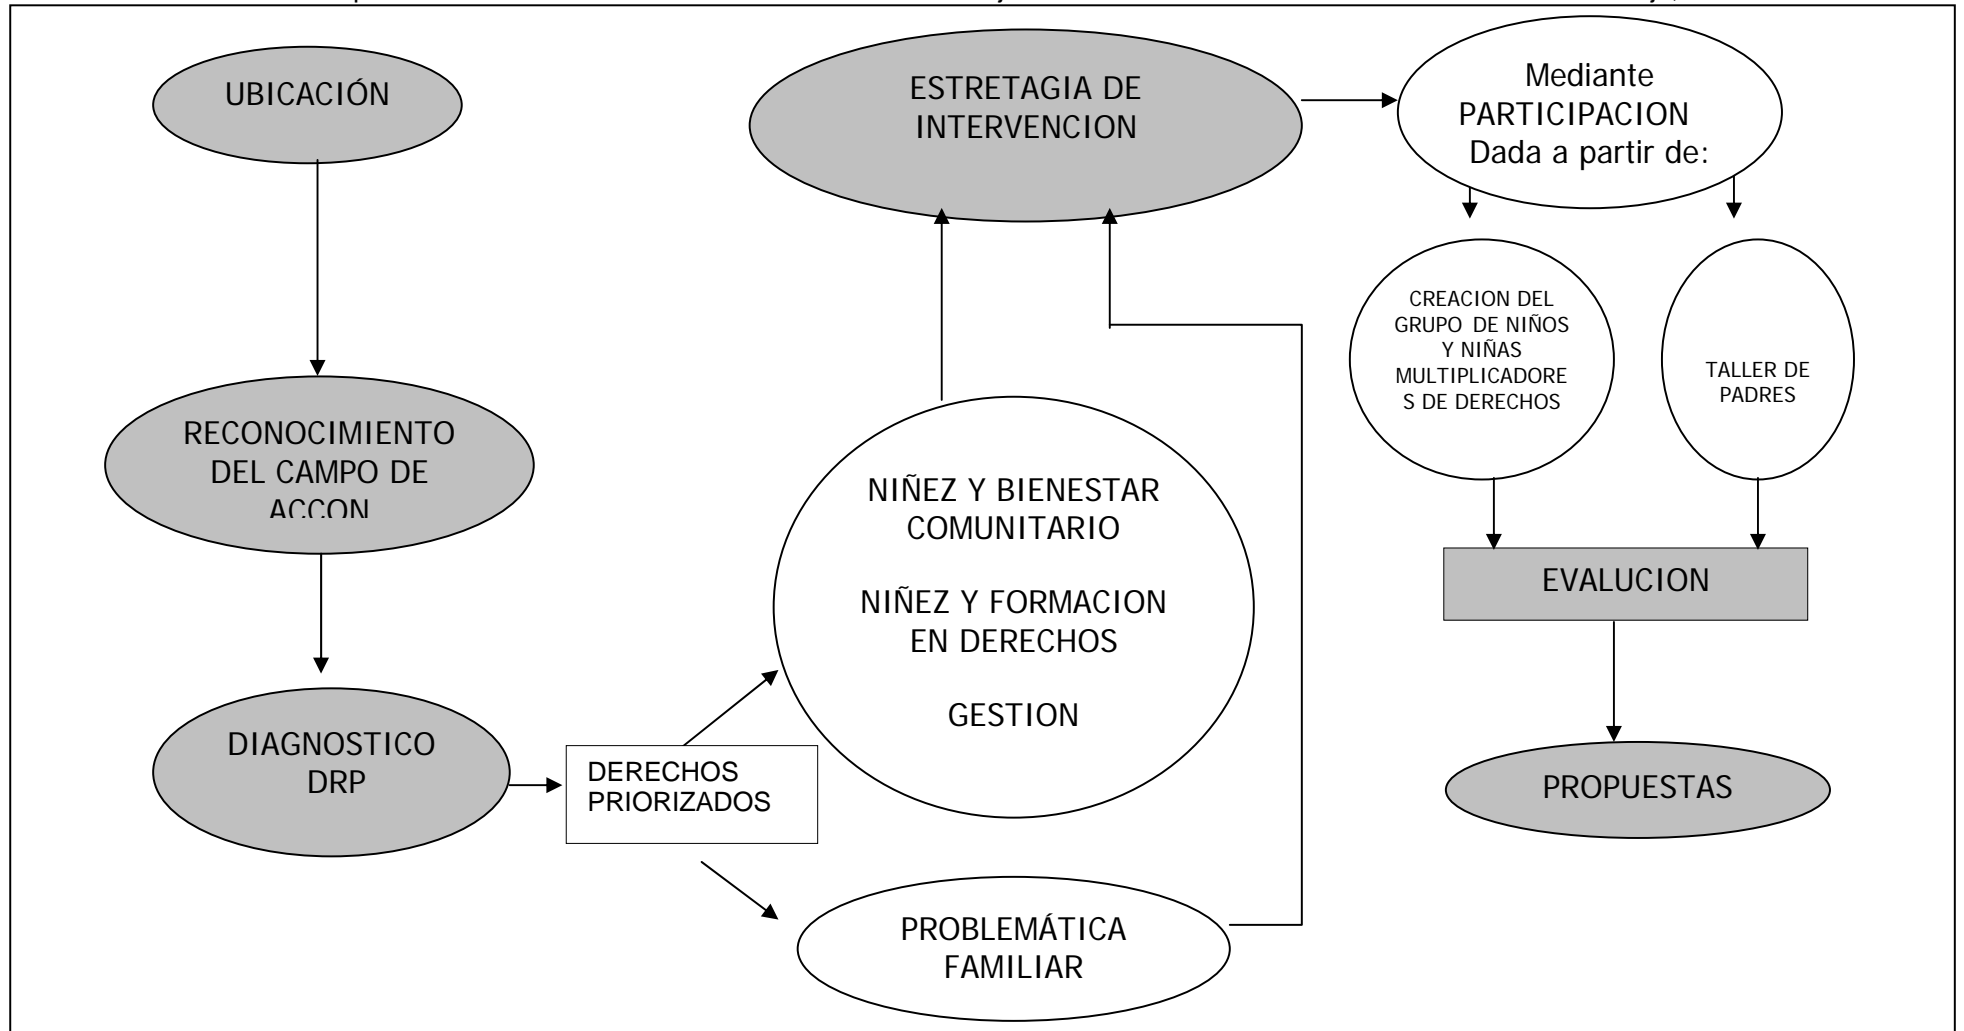 UBICACIÓN
RECONOCIMIENTO
DEL CAMPO DE
ACCON
DIAGNOSTICO
DRP
DERECHOS
PRIORIZADOS
NIÑEZ Y BIENESTAR
COMUNITARIO
NIÑEZ Y FORMACION
EN DERECHOS
GESTION
PROBLEMÁTICA
FAMILIAR
ESTRETAGIA DE
INTERVENCION
Mediante
PARTICIPACION
Dada a partir de:
CREACION DEL
GRUPO DE NIÑOS
Y NIÑAS
MULTIPLICADORE
S DE DERECHOS
TALLER DE
PADRES
EVALUCION
PROPUESTAS